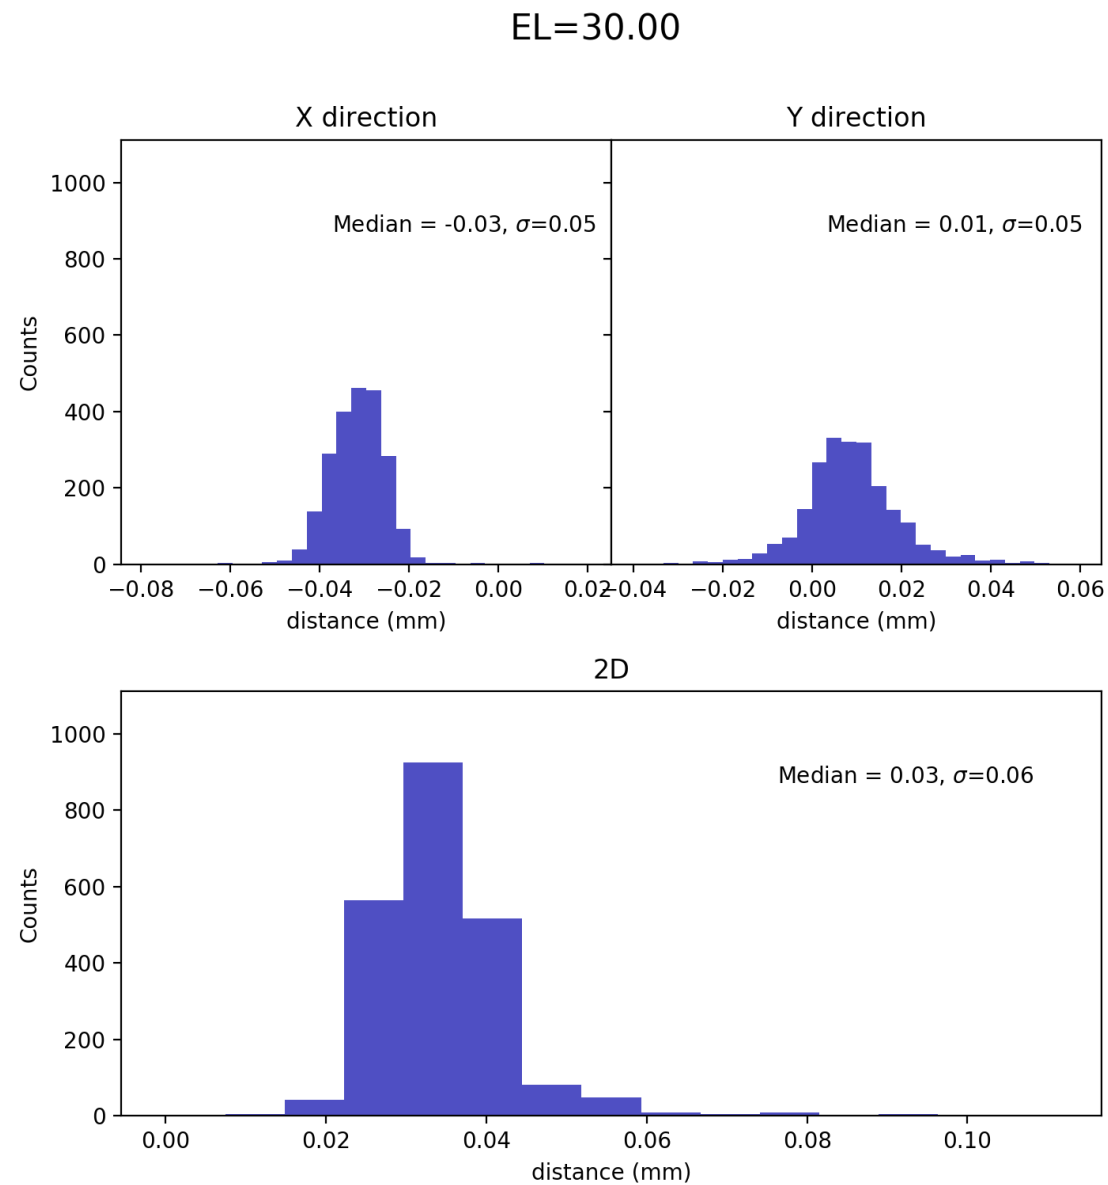 EL=30.00
X direction
Y direction
1000
800
600
400
200
0
Counts
Median = -0.03, σ=0.05
Median = 0.01, σ=0.05
−0.08 −0.06 −0.04 −0.02 0.00 0.02
−0.04 −0.02 0.00 0.02 0.04 0.06
distance (mm)
distance (mm)
2D
1000
800
600
400
200
0
Counts
Median = 0.03, σ=0.06
0.00 0.02 0.04 0.06 0.08 0.10
distance (mm)